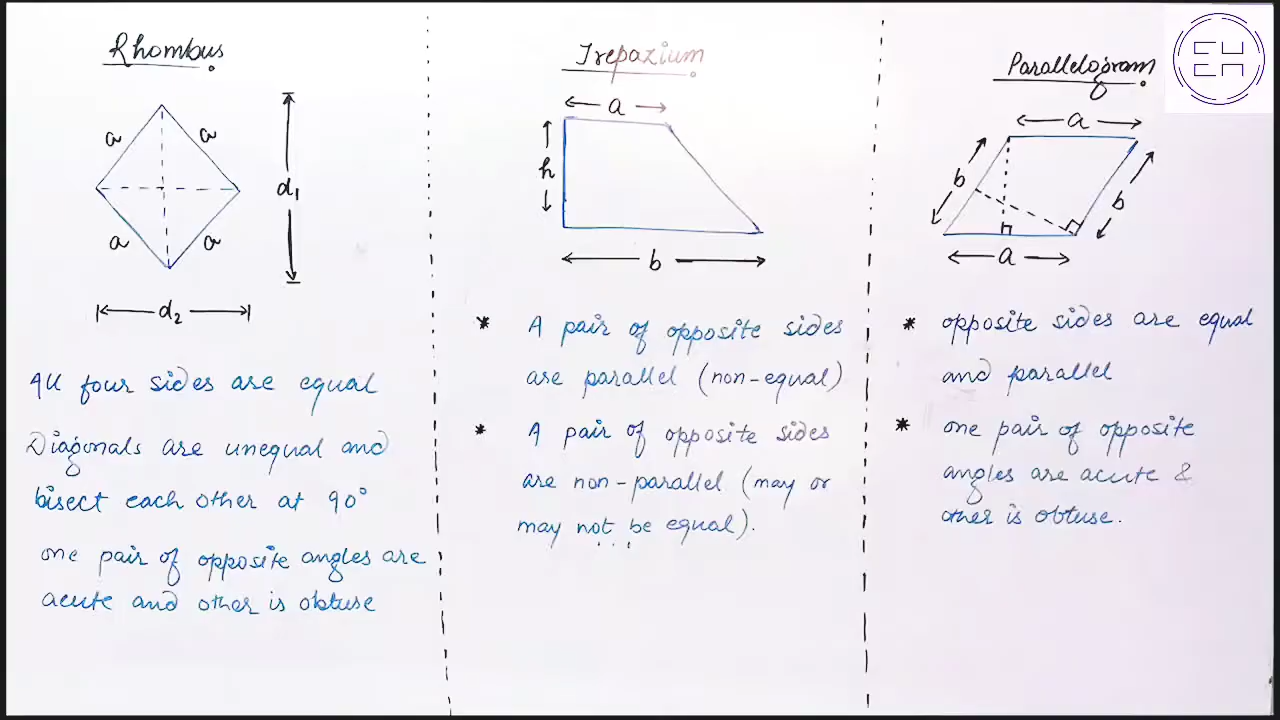 Rhombus
a
a
a
a
d1
d2
All four sides are equal
Diagonals are unequal and
bisect each other at 90°
one pair of opposite angles are
acute and other is obtuse
Trepazium
a
h
b
* A pair of opposite sides
are parallel (non-equal)
* A pair of opposite sides
are non-parallel (may or
may not be equal).
Parallelogram
a
b
b
a
* opposite sides are equal
and parallel
* one pair of opposite
angles are acute &
other is obtuse.